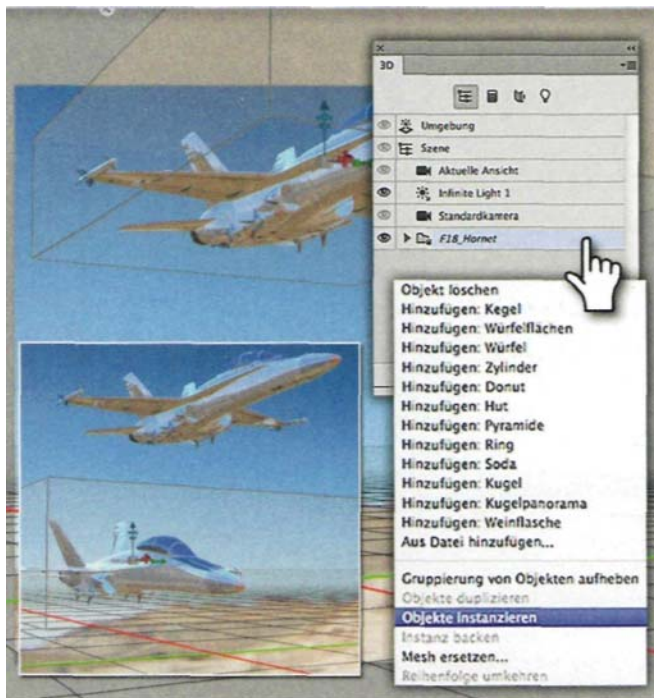 3D
Umgebung
Szene
Aktuelle Ansicht
Infinite Light 1
Standardkamera
F18_Hornet
Objekt löschen
Hinzufügen: Kegel
Hinzufügen: Würfelflächen
Hinzufügen: Würfel
Hinzufügen: Zylinder
Hinzufügen: Donut
Hinzufügen: Hut
Hinzufügen: Pyramide
Hinzufügen: Ring
Hinzufügen: Soda
Hinzufügen: Kugel
Hinzufügen: Kugelpanorama
Hinzufügen: Weinflasche
Aus Datei hinzufügen...
Gruppierung von Objekten aufheben
Objekte duplizieren
Objekte instanzieren
Instanz backen
Mesh ersetzen...
Reihenfolge umkehren